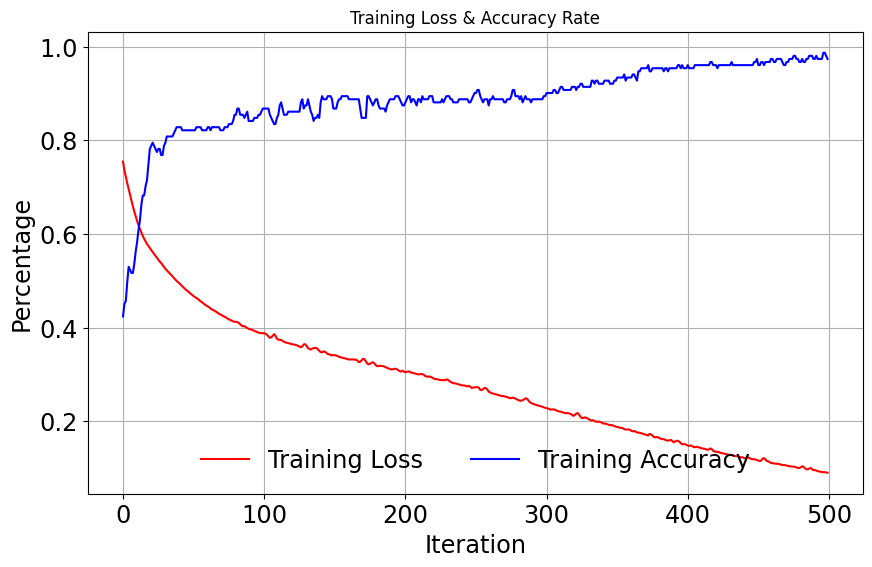 Training Loss & Accuracy Rate
Percentage
1.0
0.8
0.6
0.4
0.2
Training Loss
Training Accuracy
0
100
200
300
400
500
Iteration